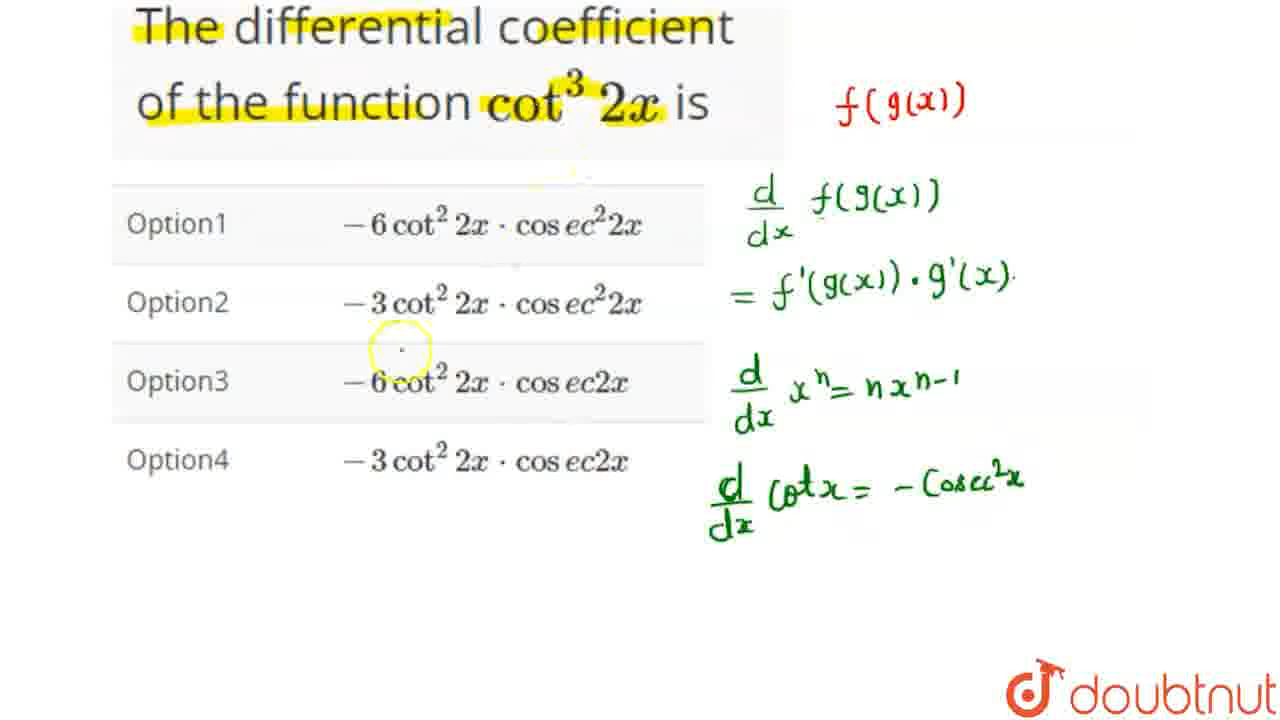 The differential coefficient
of the function cot³ 2x is
Option1 −6 cot² 2x · cos ec²2x
Option2 −3 cot² 2x · cos ec²2x
Option3 −6 cot² 2x · cos ec2x
Option4 −3 cot² 2x · cos ec2x
f(g(x))
d/dx f(g(x))
= f'(g(x)) · g'(x).
d/dx xⁿ = n xⁿ⁻¹
d/dx cot x = − Cosec²x
doubtnut